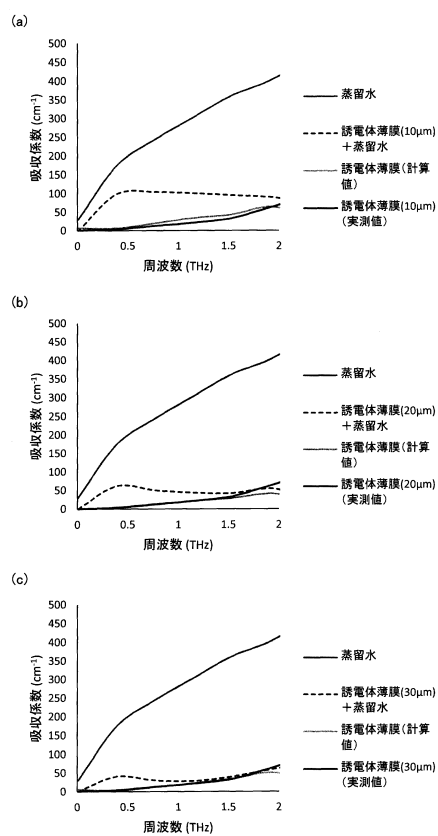 (a)
500
450
400
350
300
250
200
150
100
50
0
吸収係数 (cm-1)
0
0.5
1
1.5
2
周波数 (THz)
蒸留水
誘電体薄膜(10μm)
＋蒸留水
誘電体薄膜（計算
値）
誘電体薄膜(10μm)
（実測値）
(b)
500
450
400
350
300
250
200
150
100
50
0
吸収係数 (cm-1)
0
0.5
1
1.5
2
周波数 (THz)
蒸留水
誘電体薄膜(20μm)
＋蒸留水
誘電体薄膜（計算
値）
誘電体薄膜(20μm)
（実測値）
(c)
500
450
400
350
300
250
200
150
100
50
0
吸収係数 (cm-1)
0
0.5
1
1.5
2
周波数 (THz)
蒸留水
誘電体薄膜(30μm)
＋蒸留水
誘電体薄膜（計算
値）
誘電体薄膜(30μm)
（実測値）